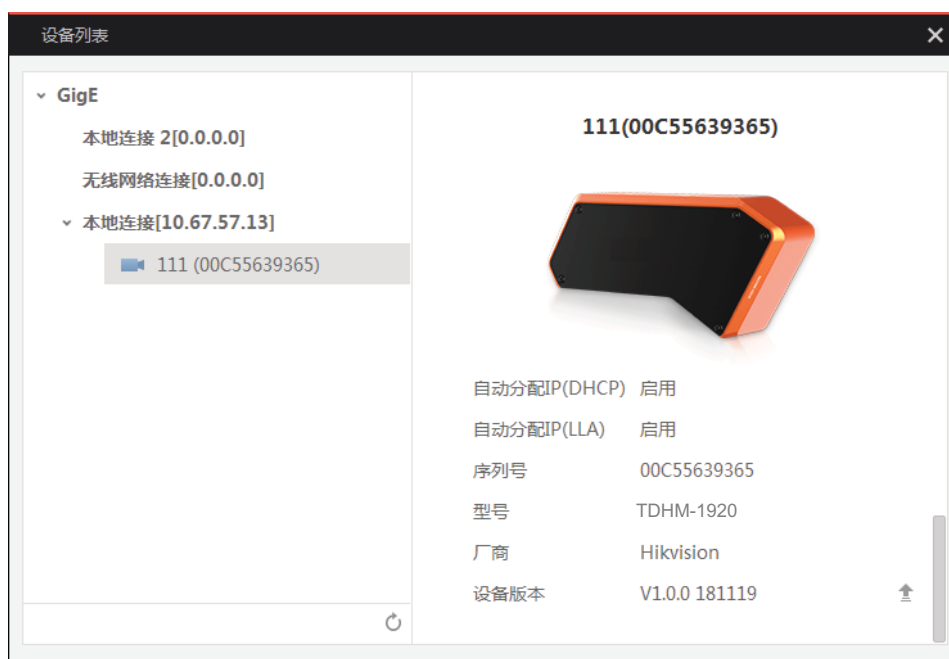 设备列表
GigE
本地连接 2[0.0.0.0]
无线网络连接[0.0.0.0]
本地连接[10.67.57.13]
111 (00C55639365)
111(00C55639365)
自动分配IP(DHCP) 启用
自动分配IP(LLA) 启用
序列号 00C55639365
型号 TDHM-1920
厂商 Hikvision
设备版本 V1.0.0 181119